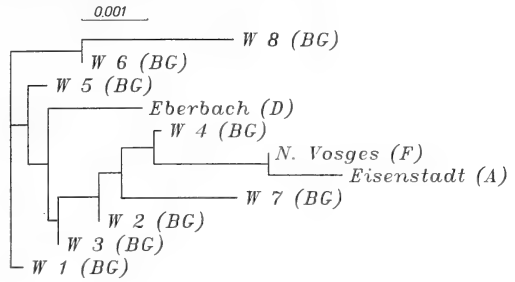 0.001
W 8 (BG)
W 6 (BG)
W 5 (BG)
Eberbach (D)
W 4 (BG)
N. Vosges (F)
Eisenstadt (A)
W 7 (BG)
W 2 (BG)
W 3 (BG)
W 1 (BG)